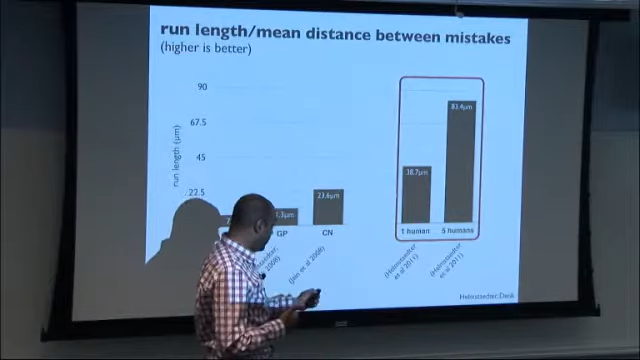 run length/mean distance between mistakes
(higher is better)
run length (μm)
90
67.5
45
22.5
23.6μm
38.7μm
83.4μm
GP
CN
1 human
5 humans
2008)
(Jain et al 2008)
(Helmstaedter
et al 2011)
(Helmstaedter
et al 2011)
Helmstaedter, Denk